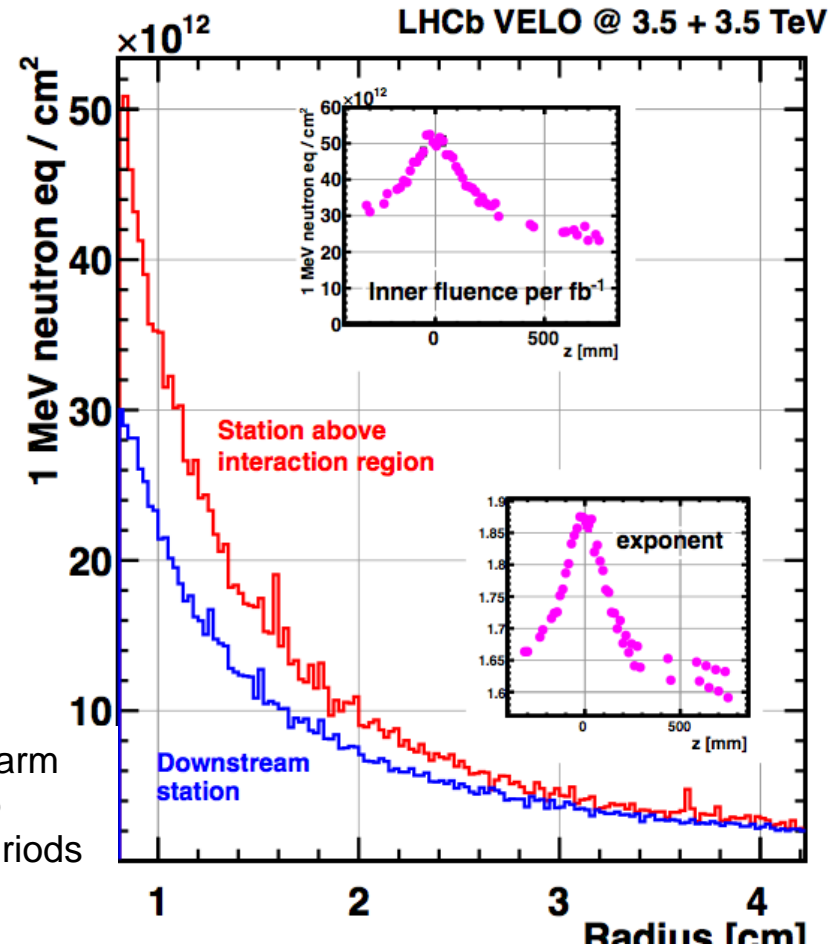 LHCb VELO @ 3.5 + 3.5 TeV
×10¹²
1 MeV neutron eq / cm²
50
40
30
20
10
60
×10¹²
50
40
30
20
10
0
1 MeV neutron eq / cm²
Inner fluence per fb⁻¹
0
500
z [mm]
Station above
interaction region
1.9
1.85
1.8
1.75
1.7
1.65
1.6
exponent
0
500
z [mm]
Downstream
station
arm
riods
1
2
3
4
Radius [cm]